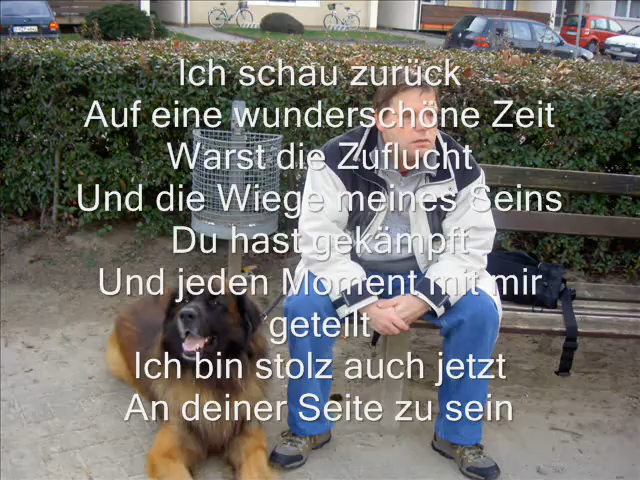 Ich schau zurück
Auf eine wunderschöne Zeit
Warst die Zuflucht
Und die Wiege meines Seins
Du hast gekämpft
Und jeden Moment mit mir
geteilt
Ich bin stolz auch jetzt
An deiner Seite zu sein